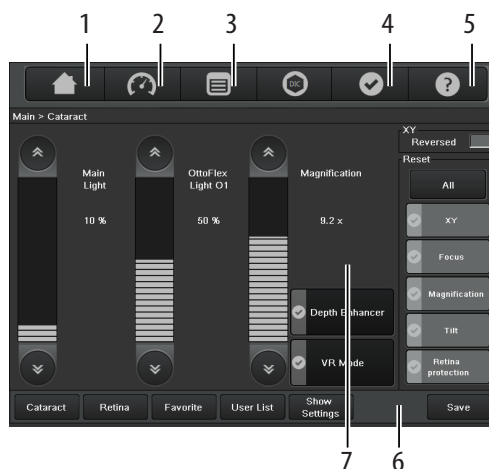 1 2 3 4 5
DIC ?
Main > Cataract
XY
Reversed
Reset
Main
Light
OttoFlex
Light O1
Magnification
All
10 %
50 %
9.2 x
XY
Focus
Depth Enhancer
Magnification
Tilt
VR Mode
Retina
protection
Cataract Retina Favorite User List Show
Settings
Save
7 6